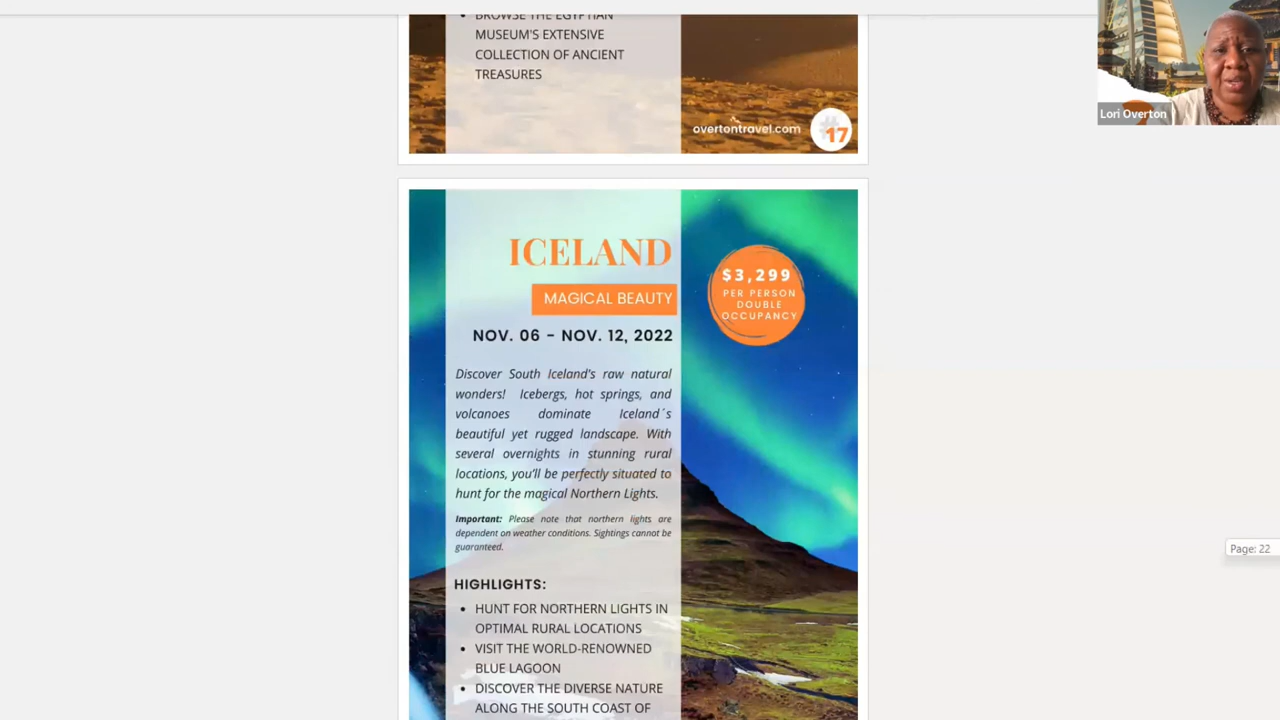 BROWSE THE EGYPTIAN
MUSEUM'S EXTENSIVE
COLLECTION OF ANCIENT
TREASURES
overtontravel.com
#17
Lori Overton
ICELAND
MAGICAL BEAUTY
NOV. 06 - NOV. 12, 2022
$3,299
PER PERSON
DOUBLE
OCCUPANCY
Discover South Iceland's raw natural
wonders! Icebergs, hot springs, and
volcanoes dominate Iceland´s
beautiful yet rugged landscape. With
several overnights in stunning rural
locations, you'll be perfectly situated to
hunt for the magical Northern Lights.
Important: Please note that northern lights are
dependent on weather conditions. Sightings cannot be
guaranteed.
HIGHLIGHTS:
• HUNT FOR NORTHERN LIGHTS IN
OPTIMAL RURAL LOCATIONS
• VISIT THE WORLD-RENOWNED
BLUE LAGOON
• DISCOVER THE DIVERSE NATURE
ALONG THE SOUTH COAST OF
Page: 22